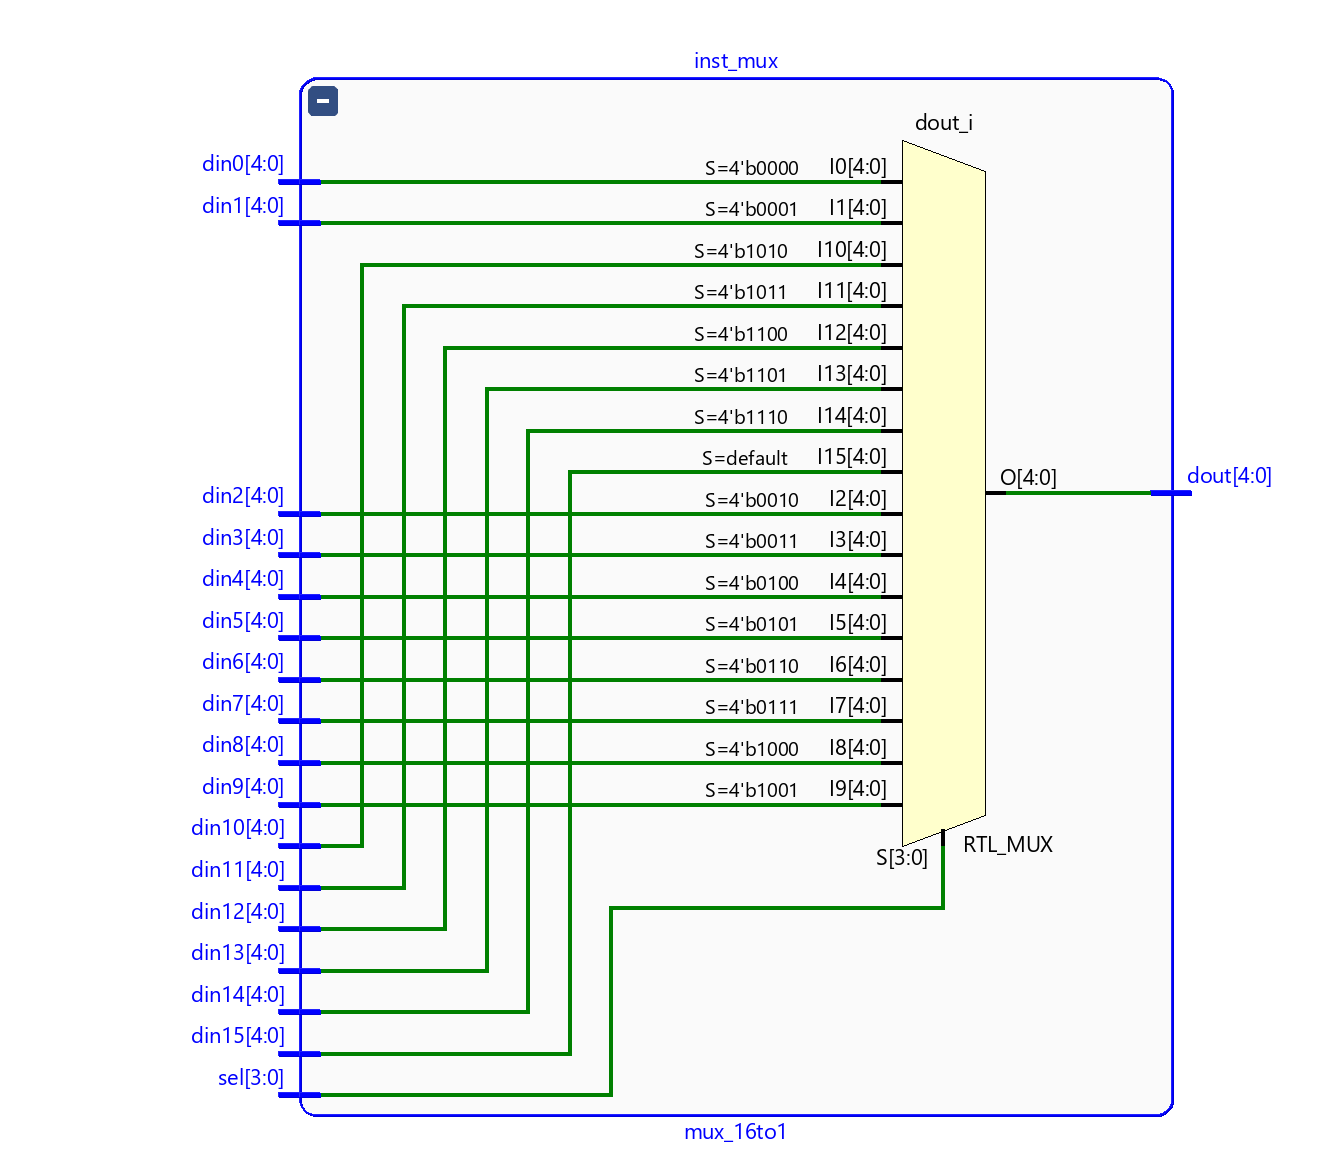 inst_mux
dout_i
din0[4:0] S=4'b0000 I0[4:0]
din1[4:0] S=4'b0001 I1[4:0]
S=4'b1010 I10[4:0]
S=4'b1011 I11[4:0]
S=4'b1100 I12[4:0]
S=4'b1101 I13[4:0]
S=4'b1110 I14[4:0]
S=default I15[4:0]
O[4:0] dout[4:0]
din2[4:0] S=4'b0010 I2[4:0]
din3[4:0] S=4'b0011 I3[4:0]
din4[4:0] S=4'b0100 I4[4:0]
din5[4:0] S=4'b0101 I5[4:0]
din6[4:0] S=4'b0110 I6[4:0]
din7[4:0] S=4'b0111 I7[4:0]
din8[4:0] S=4'b1000 I8[4:0]
din9[4:0] S=4'b1001 I9[4:0]
din10[4:0]
S[3:0] RTL_MUX
din11[4:0]
din12[4:0]
din13[4:0]
din14[4:0]
din15[4:0]
sel[3:0]
mux_16to1